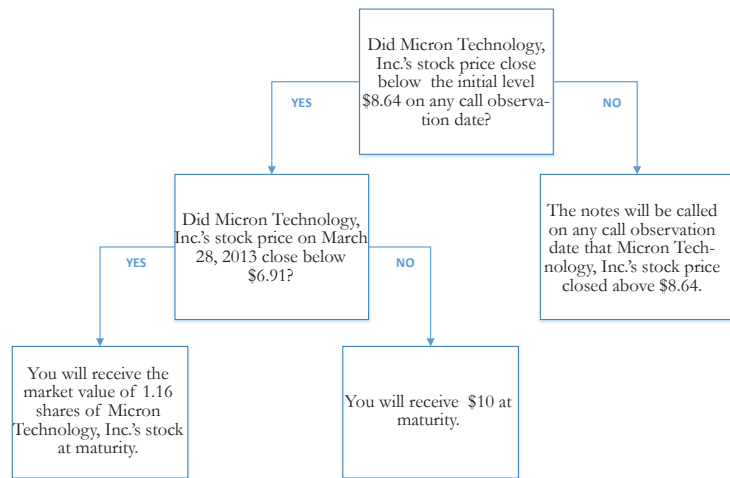 Did Micron Technology,
Inc.'s stock price close
below the initial level
$8.64 on any call observa-
tion date?
YES
NO
Did Micron Technology,
Inc.'s stock price on March
28, 2013 close below
$6.91?
The notes will be called
on any call observation
date that Micron Tech-
nology, Inc.'s stock price
closed above $8.64.
YES
NO
You will receive the
market value of 1.16
shares of Micron
Technology, Inc.'s stock
at maturity.
You will receive $10 at
maturity.